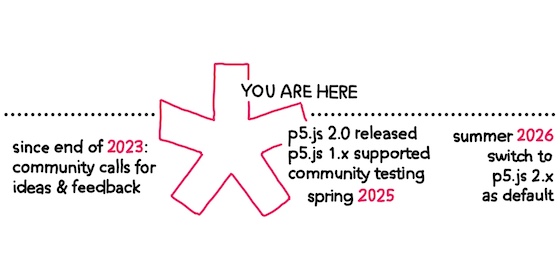 YOU ARE HERE
since end of 2023:
community calls for
ideas & feedback
p5.js 2.0 released
p5.js 1.x supported
community testing
spring 2025
summer 2026
switch to
p5.js 2.x
as default